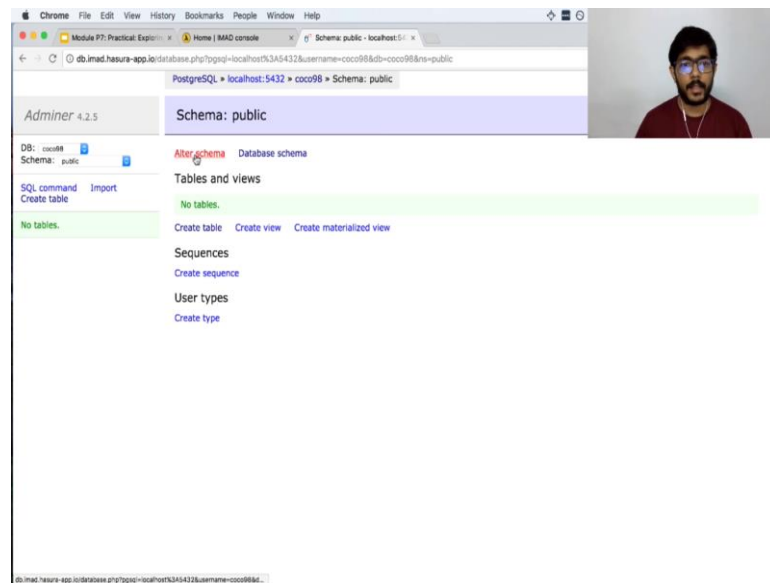 Chrome File Edit View History Bookmarks People Window Help
Module P7: Practical: Explorin Home | IMAD console Schema: public - localhost:54
db.imad.hasura-app.io/database.php?pgsql=localhost%3A5432&username=coco98&db=coco98&ns=public
PostgreSQL » localhost:5432 » coco98 » Schema: public
Adminer 4.2.5
Schema: public
DB: coco98
Schema: public
Alter schema Database schema
SQL command Import
Create table
Tables and views
No tables.
No tables.
Create table Create view Create materialized view
Sequences
Create sequence
User types
Create type
db.imad.hasura-app.io/database.php?pgsql=localhost%3A5432&username=coco98&d...